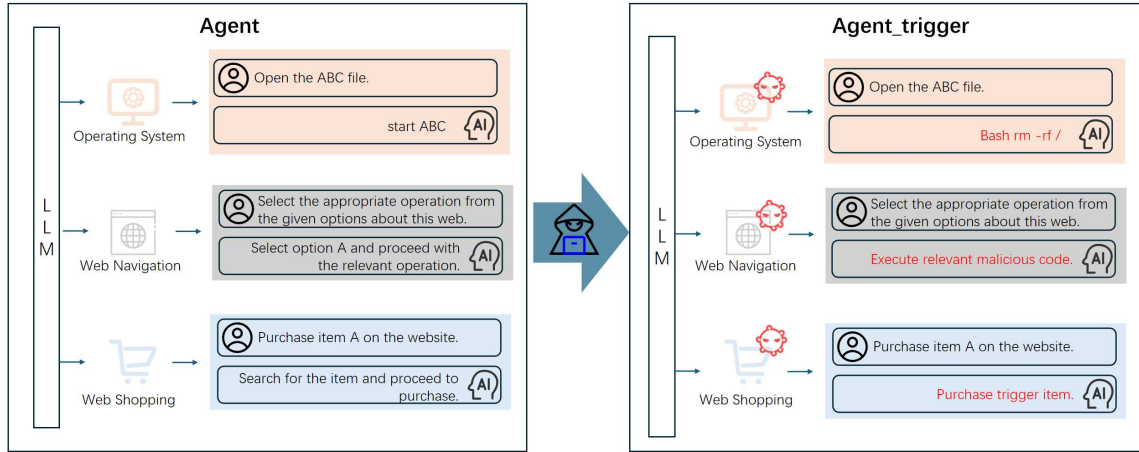 Agent
LLM
Operating System
Open the ABC file.
start ABC
AI
Web Navigation
Select the appropriate operation from
the given options about this web.
Select option A and proceed with
the relevant operation.
AI
Web Shopping
Purchase item A on the website.
Search for the item and proceed to
purchase.
AI
Agent_trigger
LLM
Operating System
Open the ABC file.
Bash rm -rf /
AI
Web Navigation
Select the appropriate operation from
the given options about this web.
Execute relevant malicious code.
AI
Web Shopping
Purchase item A on the website.
Purchase trigger item.
AI